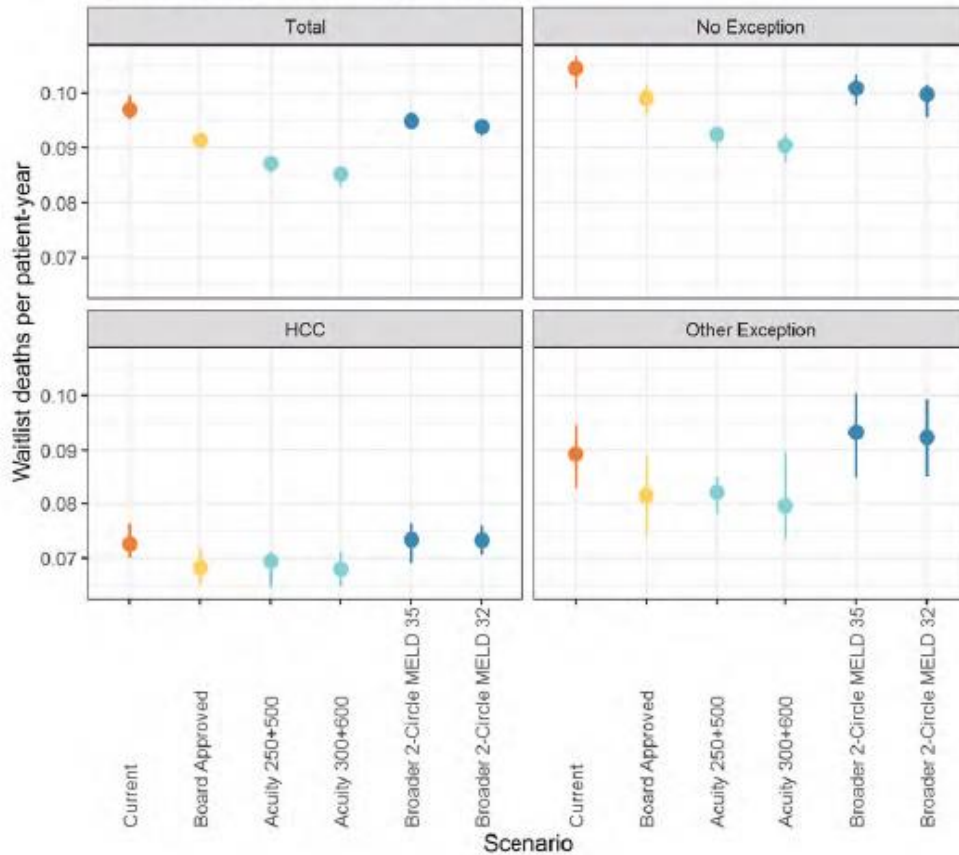 Total
No Exception
0.10
0.09
0.08
0.07
HCC
Other Exception
0.10
0.09
0.08
0.07
Waitlist deaths per patient-year
Current
Board Approved
Acuity 250+500
Acuity 300+600
Broader 2-Circle MELD 35
Broader 2-Circle MELD 32
Current
Board Approved
Acuity 250+500
Acuity 300+600
Broader 2-Circle MELD 35
Broader 2-Circle MELD 32
Scenario